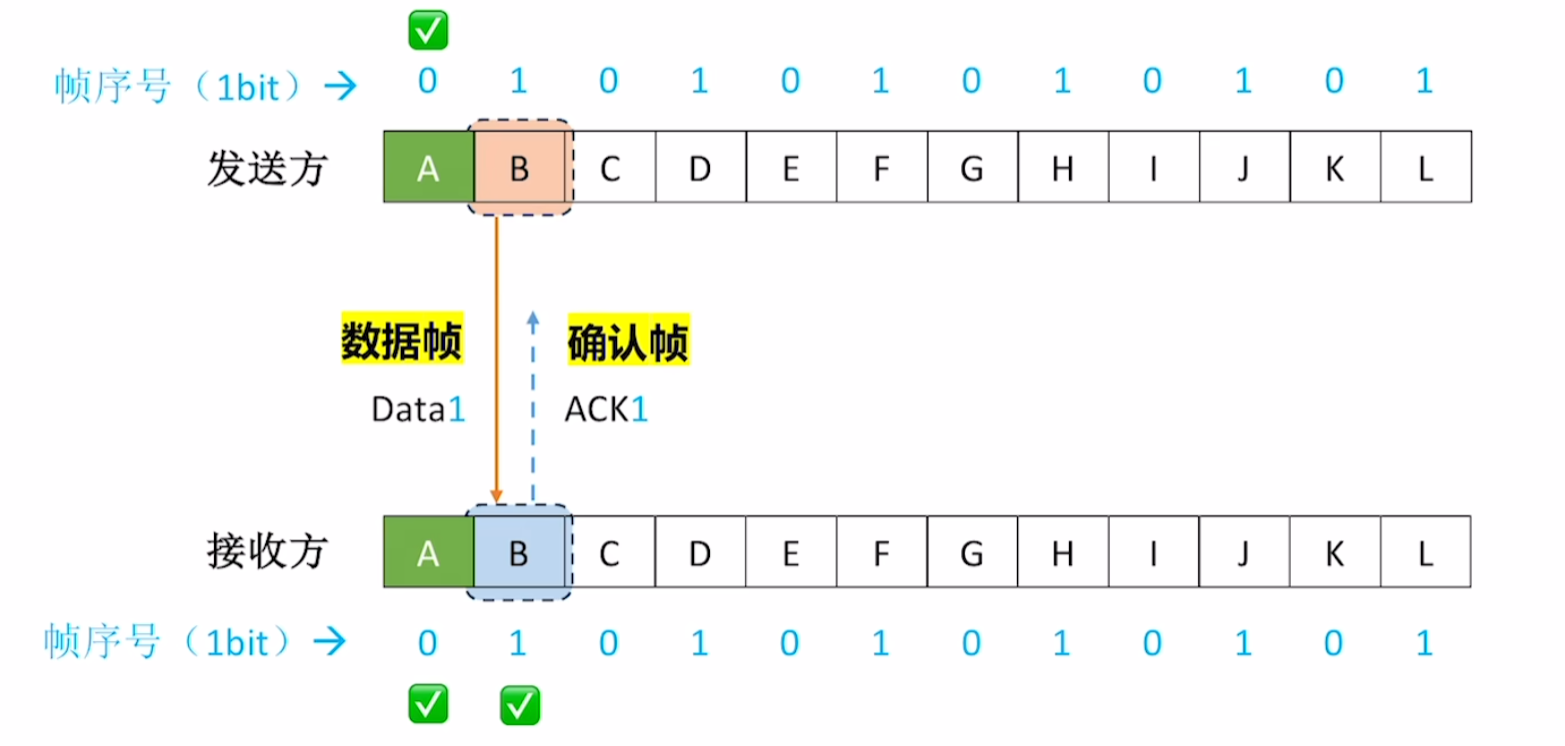 帧序号（1bit）→ 0 1 0 1 0 1 0 1 0 1 0 1
发送方 A B C D E F G H I J K L
数据帧 确认帧
Data1 ACK1
接收方 A B C D E F G H I J K L
帧序号（1bit）→ 0 1 0 1 0 1 0 1 0 1 0 1